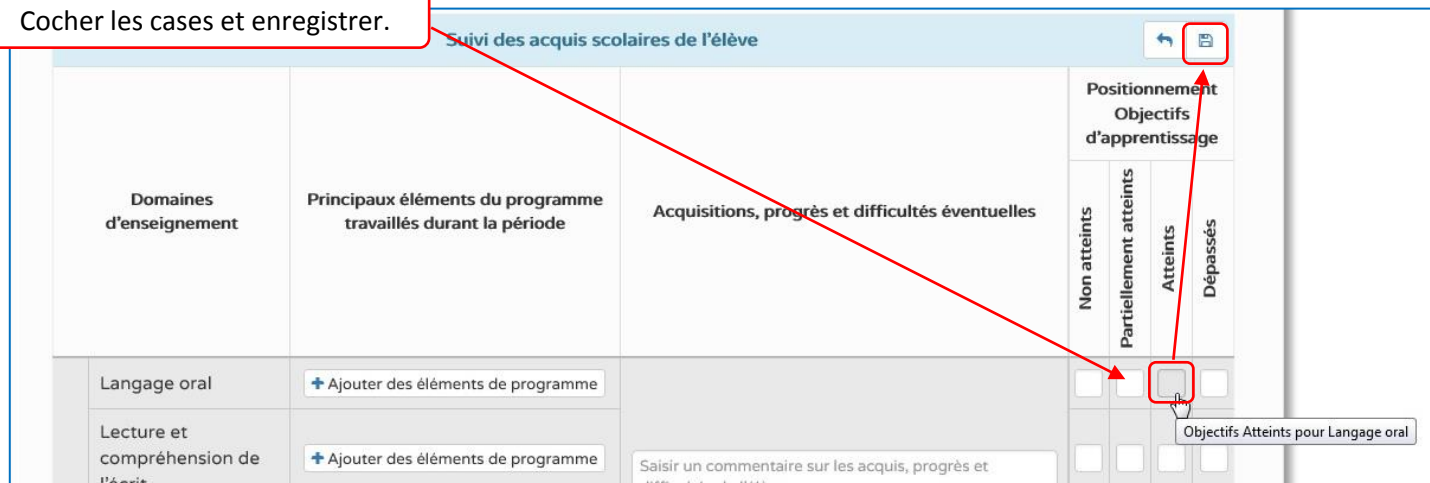 Cocher les cases et enregistrer.
Suivi des acquis scolaires de l'élève
Positionnement
Objectifs
d'apprentissage
Domaines
d'enseignement
Principaux éléments du programme
travaillés durant la période
Acquisitions, progrès et difficultés éventuelles
Non atteints
Partiellement atteints
Atteints
Dépassés
Langage oral
+ Ajouter des éléments de programme
Objectifs Atteints pour Langage oral
Lecture et
compréhension de
l'écrit
+ Ajouter des éléments de programme
Saisir un commentaire sur les acquis, progrès et